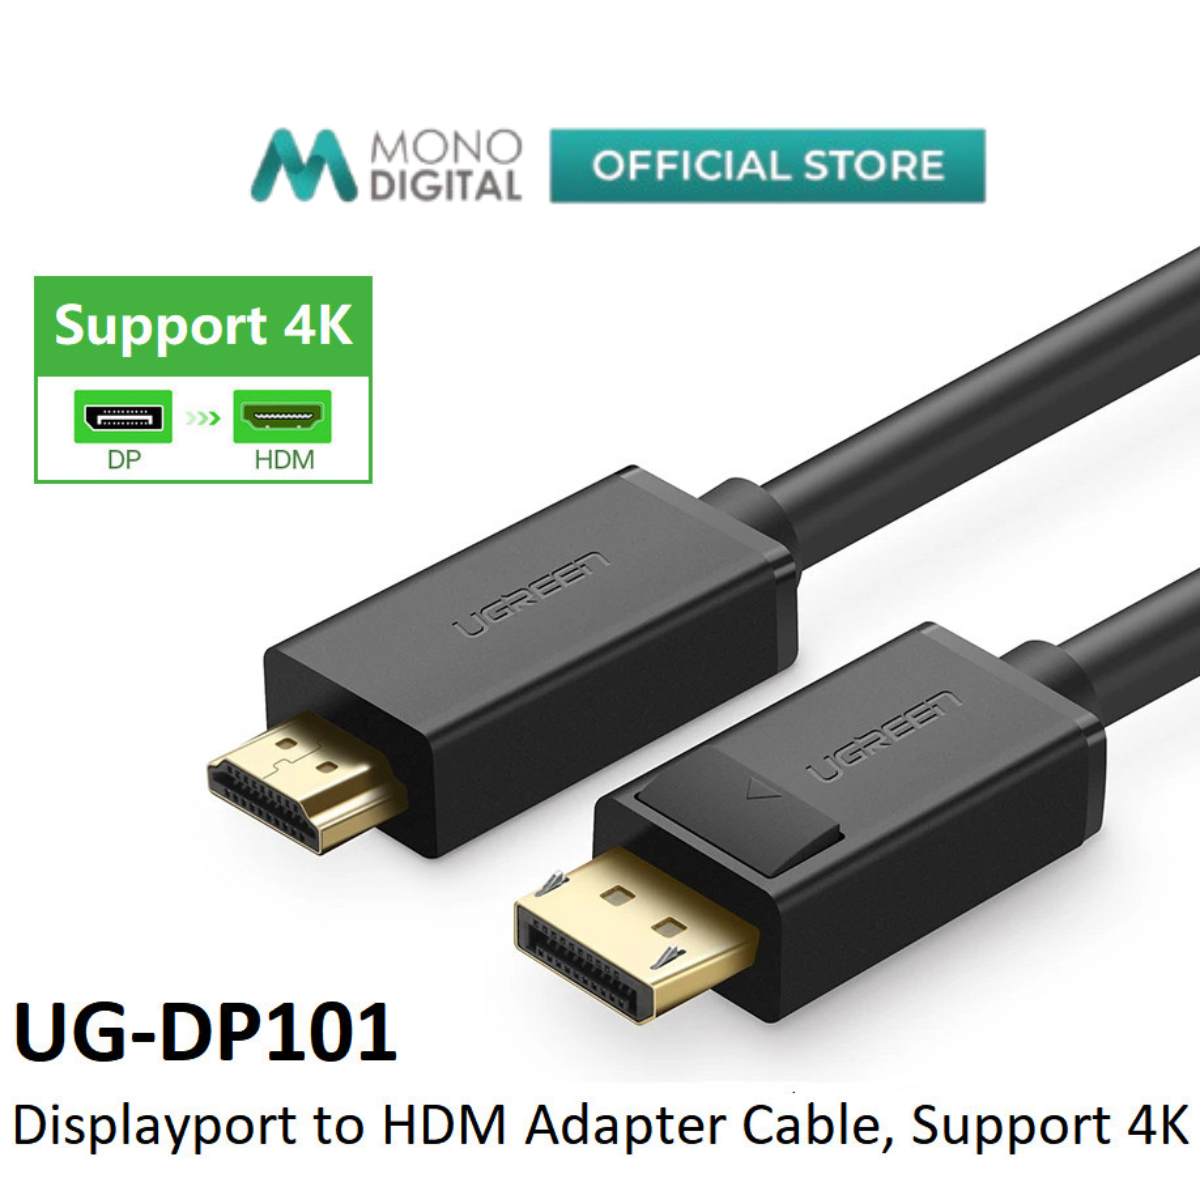 MONO
DIGITAL
OFFICIAL STORE
Support 4K
DP
HDM
UGREEN
UGREEN
UG-DP101
Displayport to HDM Adapter Cable, Support 4K